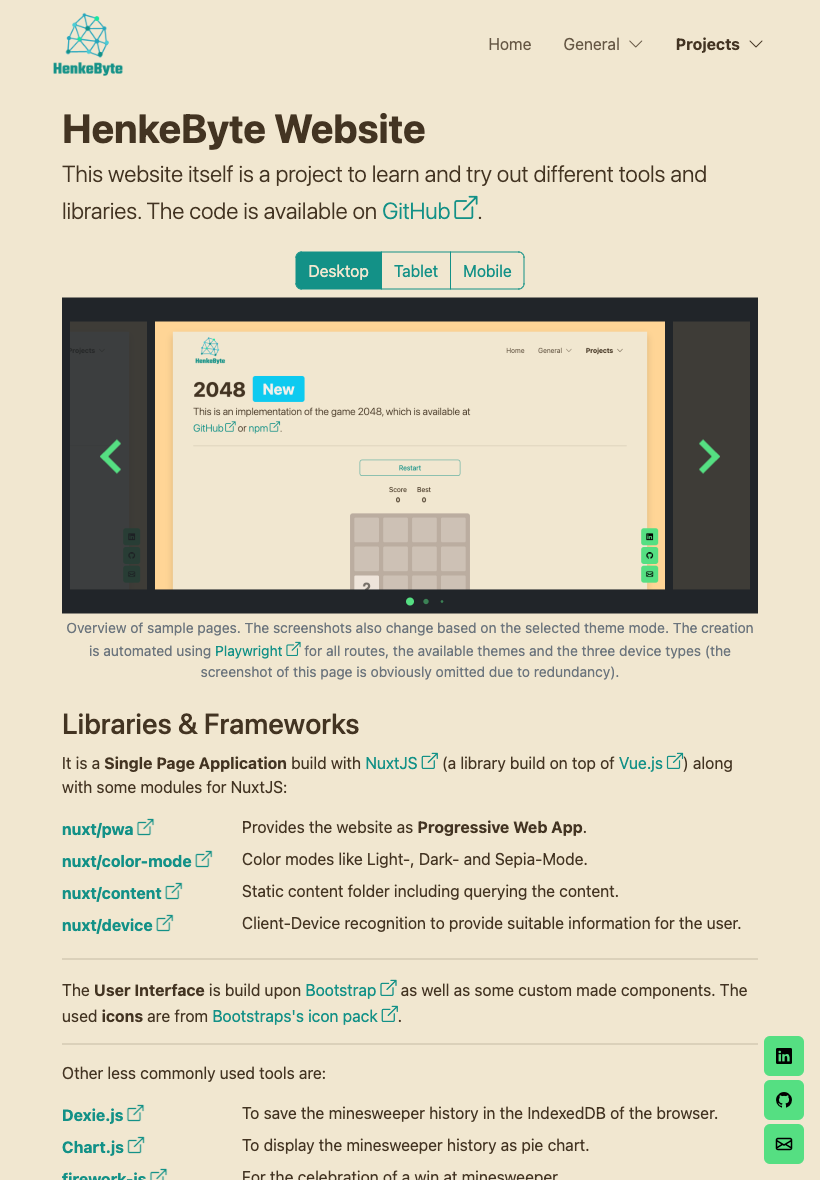 HenkeByte
Home
General
Projects
HenkeByte Website
This website itself is a project to learn and try out different tools and
libraries. The code is available on GitHub.
Desktop
Tablet
Mobile
Projects
HenkeByte
Home
General
Projects
2048 New
This is an implementation of the game 2048, which is available at
GitHub or npm.
Restart
Score Best
0 0
2
Overview of sample pages. The screenshots also change based on the selected theme mode. The creation
is automated using Playwright for all routes, the available themes and the three device types (the
screenshot of this page is obviously omitted due to redundancy).
Libraries & Frameworks
It is a Single Page Application build with NuxtJS (a library build on top of Vue.js) along
with some modules for NuxtJS:
nuxt/pwa Provides the website as Progressive Web App.
nuxt/color-mode Color modes like Light-, Dark- and Sepia-Mode.
nuxt/content Static content folder including querying the content.
nuxt/device Client-Device recognition to provide suitable information for the user.
The User Interface is build upon Bootstrap as well as some custom made components. The
used icons are from Bootstraps's icon pack.
Other less commonly used tools are:
Dexie.js To save the minesweeper history in the IndexedDB of the browser.
Chart.js To display the minesweeper history as pie chart.
firework-js For the celebration of a win at minesweeper.